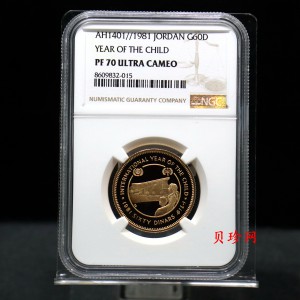 AH1401//1981 JORDAN G60D
YEAR OF THE CHILD
PF 70 ULTRA CAMEO
8609832-015
NUMISMATIC GUARANTY COMPANY
NGC
INTERNATIONAL YEAR OF THE CHILD
1981 SIXTY DINARS
贝珍网